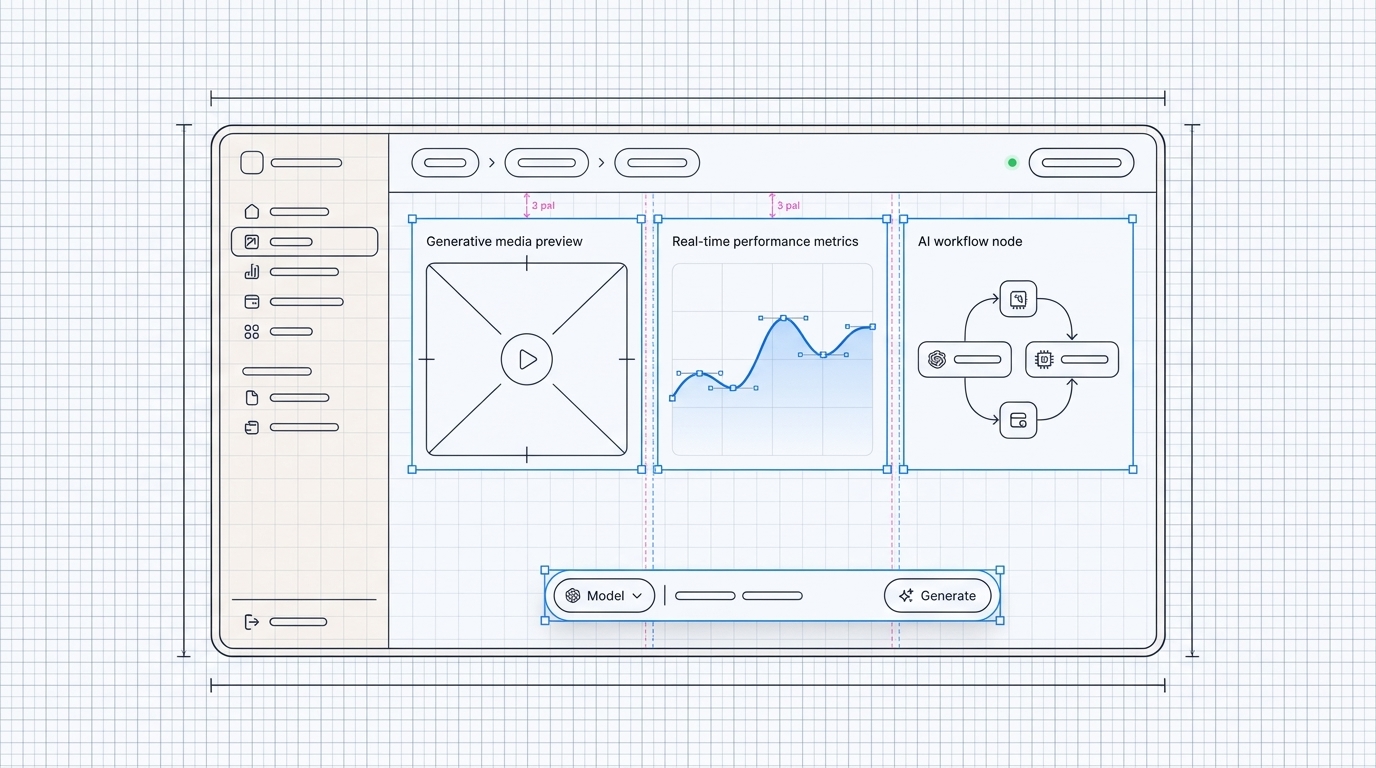 3 pal
3 pal
Generative media preview
Real-time performance metrics
AI workflow node
Model
Generate